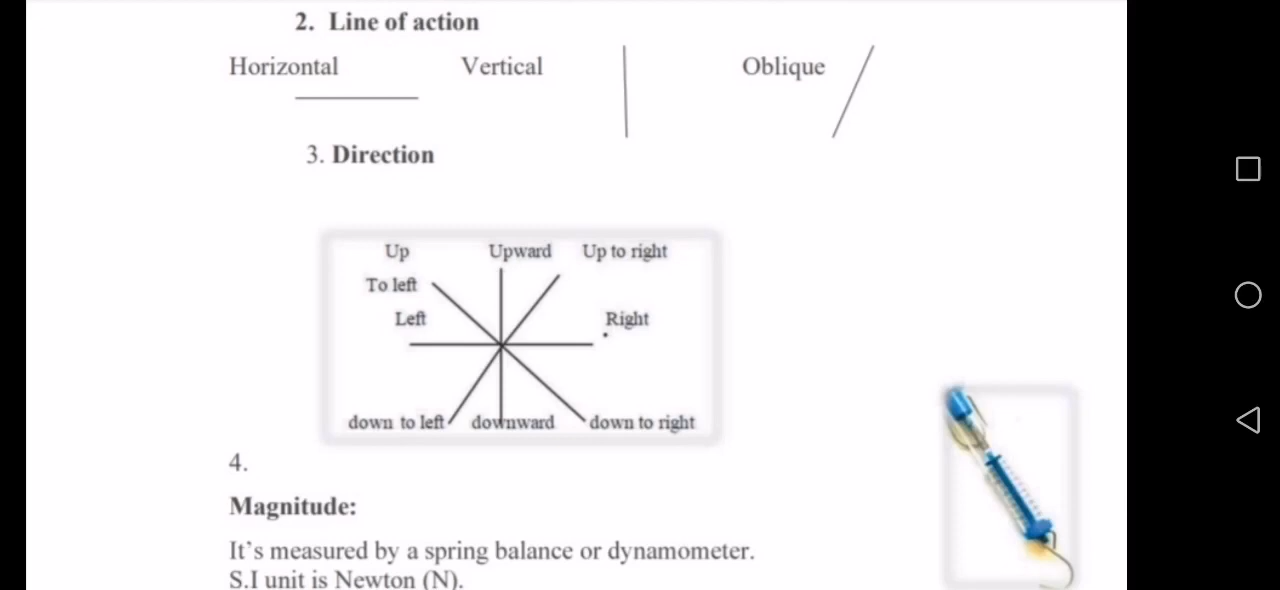 2. Line of action
Horizontal Vertical Oblique
3. Direction
Up Upward Up to right
To left
Left Right
down to left downward down to right
4.
Magnitude:
It's measured by a spring balance or dynamometer.
S.I unit is Newton (N).